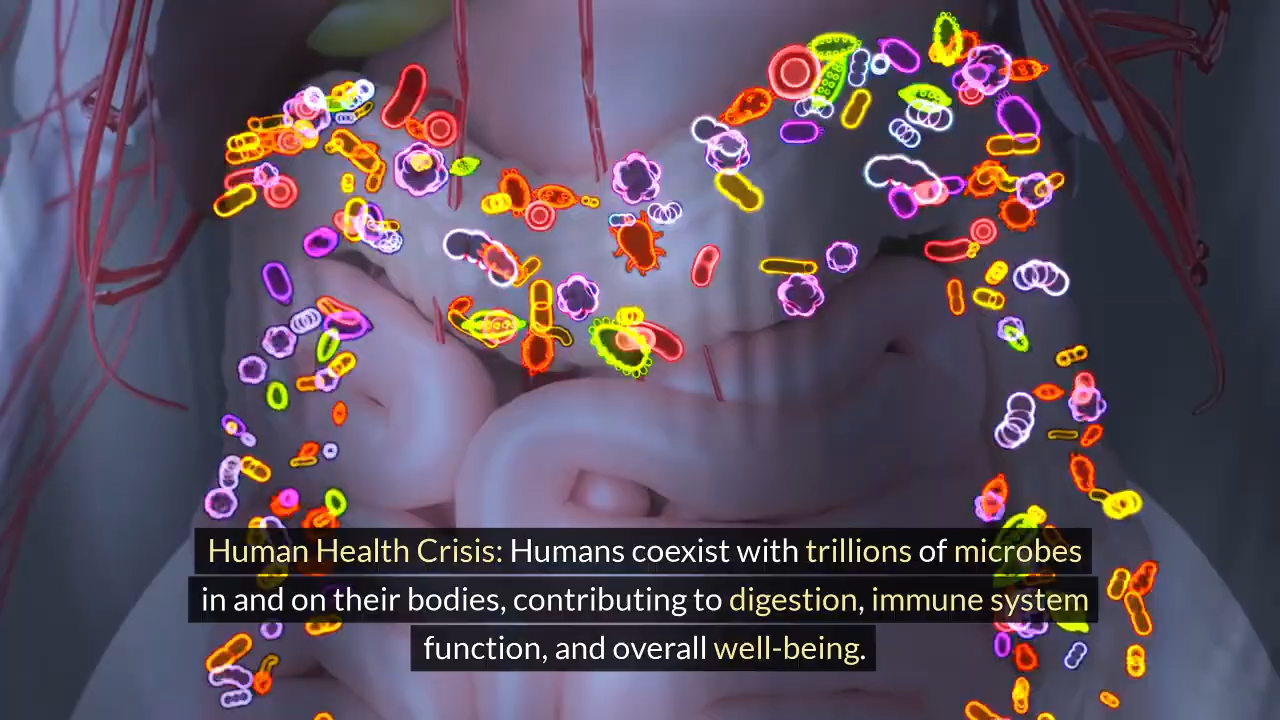 Human Health Crisis: Humans coexist with trillions of microbes
in and on their bodies, contributing to digestion, immune system
function, and overall well-being.